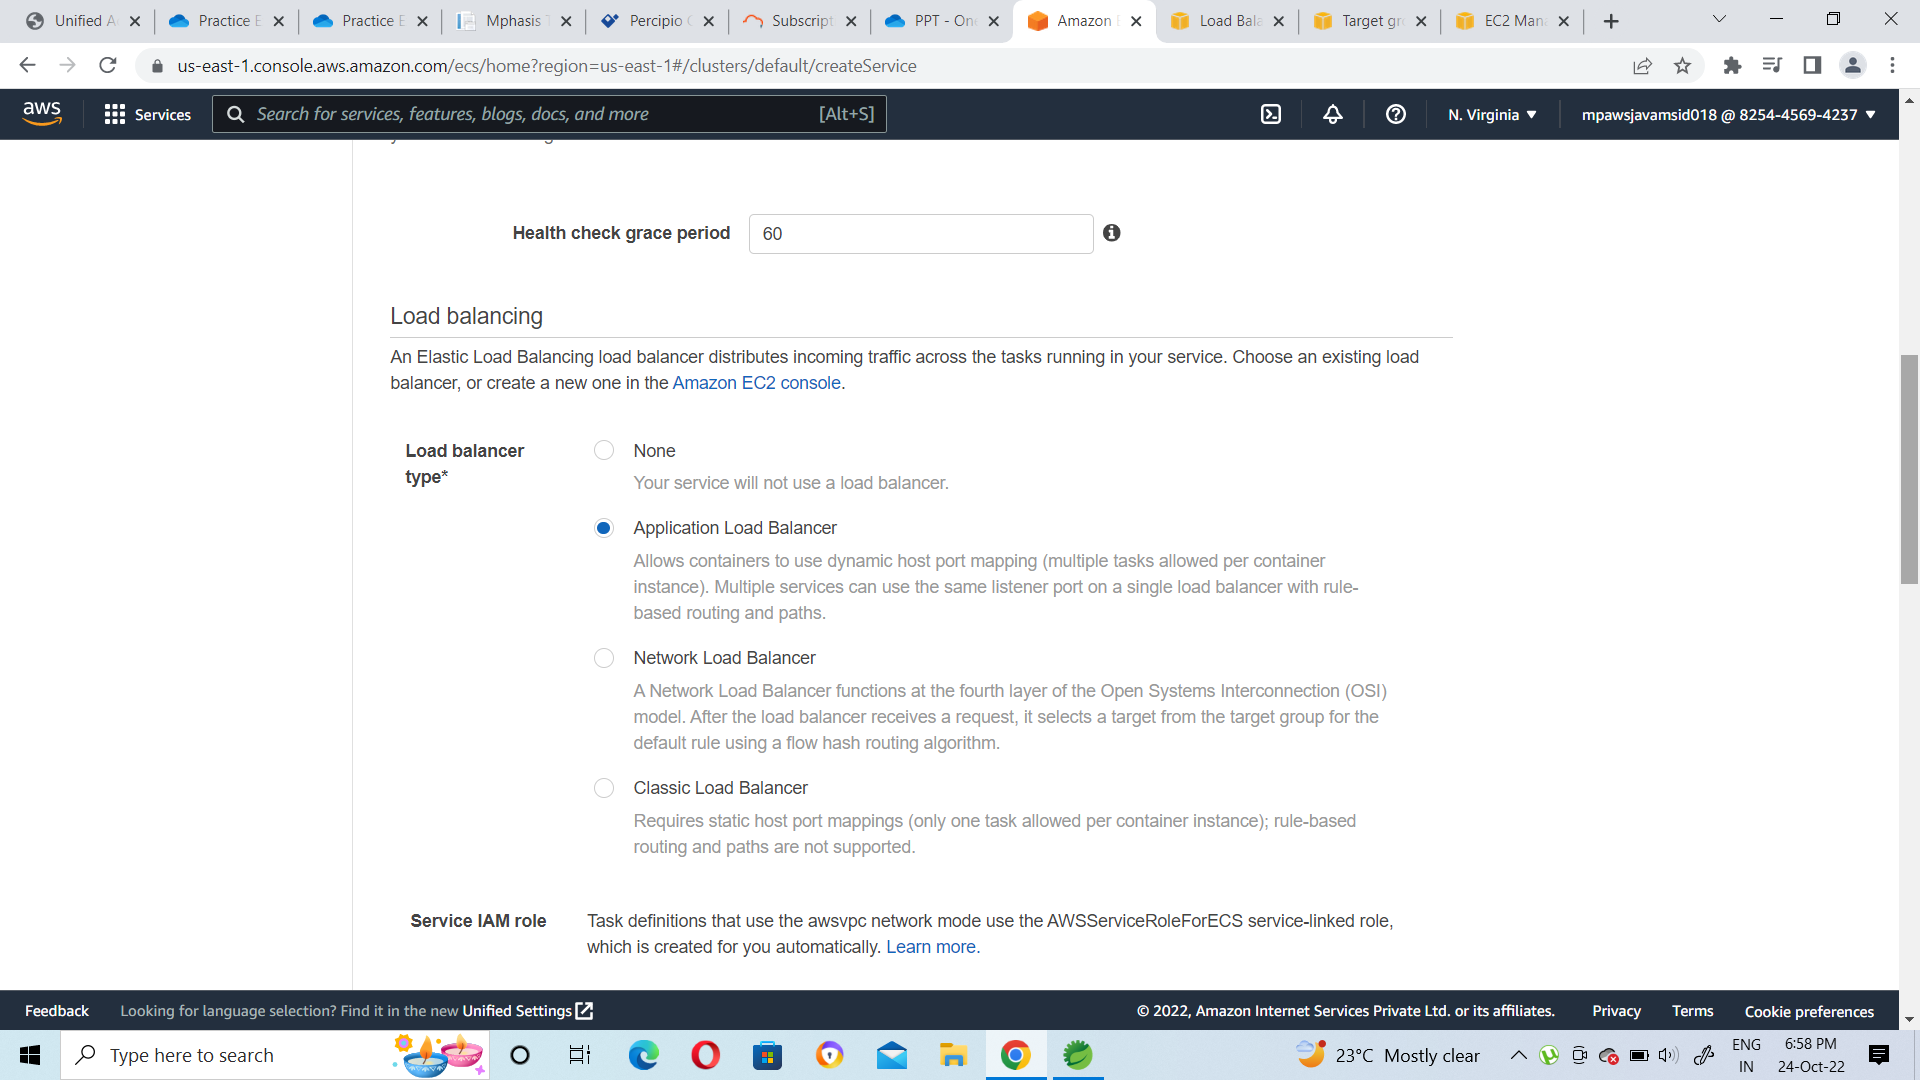 Unified A
Practice E
Practice E
Mphasis T
Percipio
Subscript
PPT - One
Amazon
Load Bala
Target gr
EC2 Man
us-east-1.console.aws.amazon.com/ecs/home?region=us-east-1#/clusters/default/createService
aws
Services
Search for services, features, blogs, docs, and more
[Alt+S]
N. Virginia
mpawsjavamsid018 @ 8254-4569-4237
Health check grace period
60
Load balancing
An Elastic Load Balancing load balancer distributes incoming traffic across the tasks running in your service. Choose an existing load
balancer, or create a new one in the Amazon EC2 console.
Load balancer
type*
None
Your service will not use a load balancer.
Application Load Balancer
Allows containers to use dynamic host port mapping (multiple tasks allowed per container
instance). Multiple services can use the same listener port on a single load balancer with rule-
based routing and paths.
Network Load Balancer
A Network Load Balancer functions at the fourth layer of the Open Systems Interconnection (OSI)
model. After the load balancer receives a request, it selects a target from the target group for the
default rule using a flow hash routing algorithm.
Classic Load Balancer
Requires static host port mappings (only one task allowed per container instance); rule-based
routing and paths are not supported.
Service IAM role
Task definitions that use the awsvpc network mode use the AWSServiceRoleForECS service-linked role,
which is created for you automatically. Learn more.
Feedback
Looking for language selection? Find it in the new Unified Settings
© 2022, Amazon Internet Services Private Ltd. or its affiliates.
Privacy
Terms
Cookie preferences
Type here to search
23°C Mostly clear
ENG
IN
6:58 PM
24-Oct-22